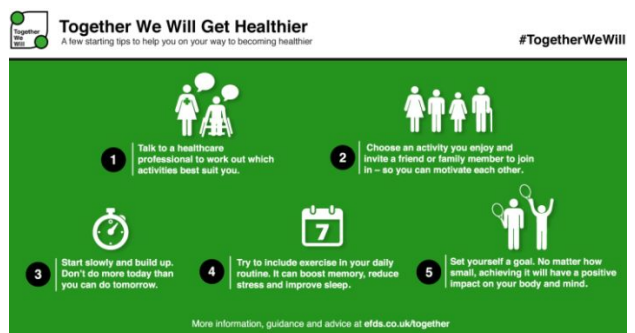 Together
We
Will
Together We Will Get Healthier
A few starting tips to help you on your way to becoming healthier
#TogetherWeWill
1
Talk to a healthcare
professional to work out which
activities best suit you.
2
Choose an activity you enjoy and
invite a friend or family member to join
in – so you can motivate each other.
3
Start slowly and build up.
Don't do more today than
you can do tomorrow.
7
4
Try to include exercise in your daily
routine. It can boost memory, reduce
stress and improve sleep.
5
Set yourself a goal. No matter how
small, achieving it will have a positive
impact on your body and mind.
More information, guidance and advice at efds.co.uk/together